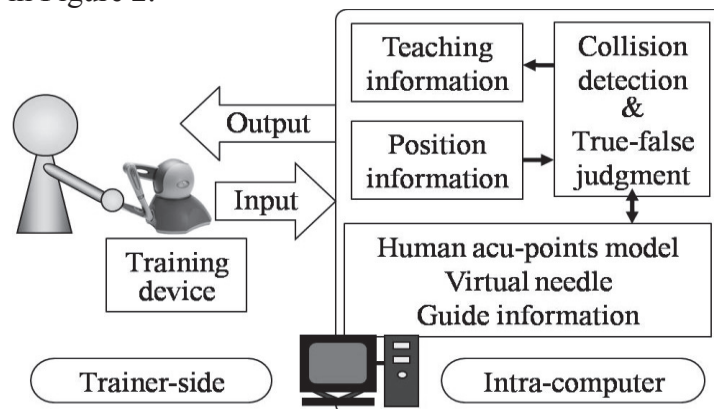 in Figure 2.
Teaching
information
Collision
detection
&
True-false
judgment
Output
Position
information
Input
Training
device
Human acu-points model
Virtual needle
Guide information
Trainer-side
Intra-computer